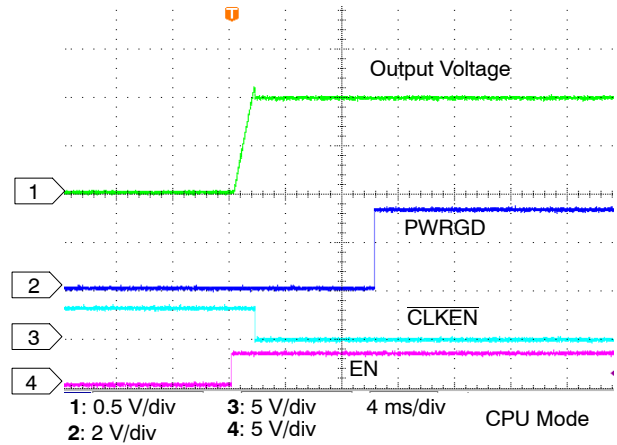 T
Output Voltage
1
PWRGD
2
CLKEN
3
EN
4
1: 0.5 V/div 3: 5 V/div 4 ms/div
2: 2 V/div 4: 5 V/div CPU Mode